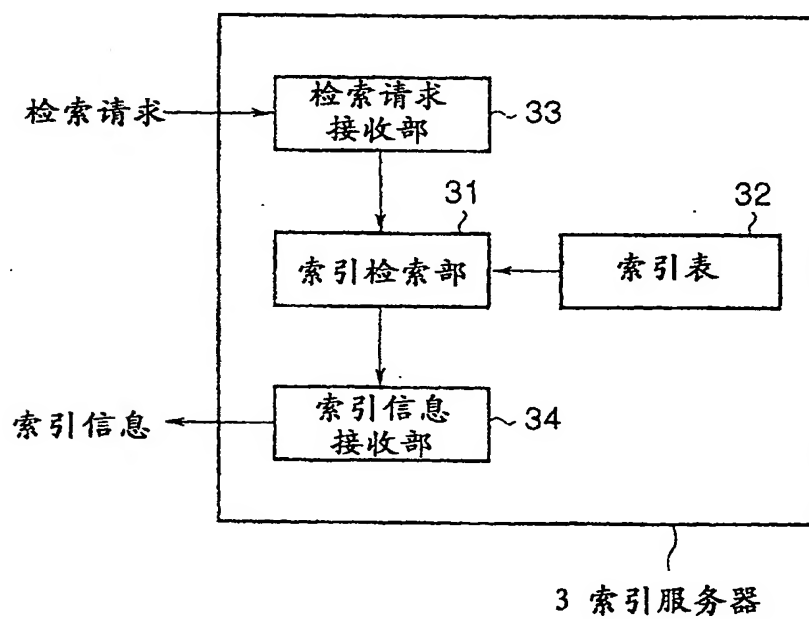 检索请求
检索请求
接收部
33
31
32
索引检索部
索引表
索引信息
索引信息
接收部
34
3 索引服务器